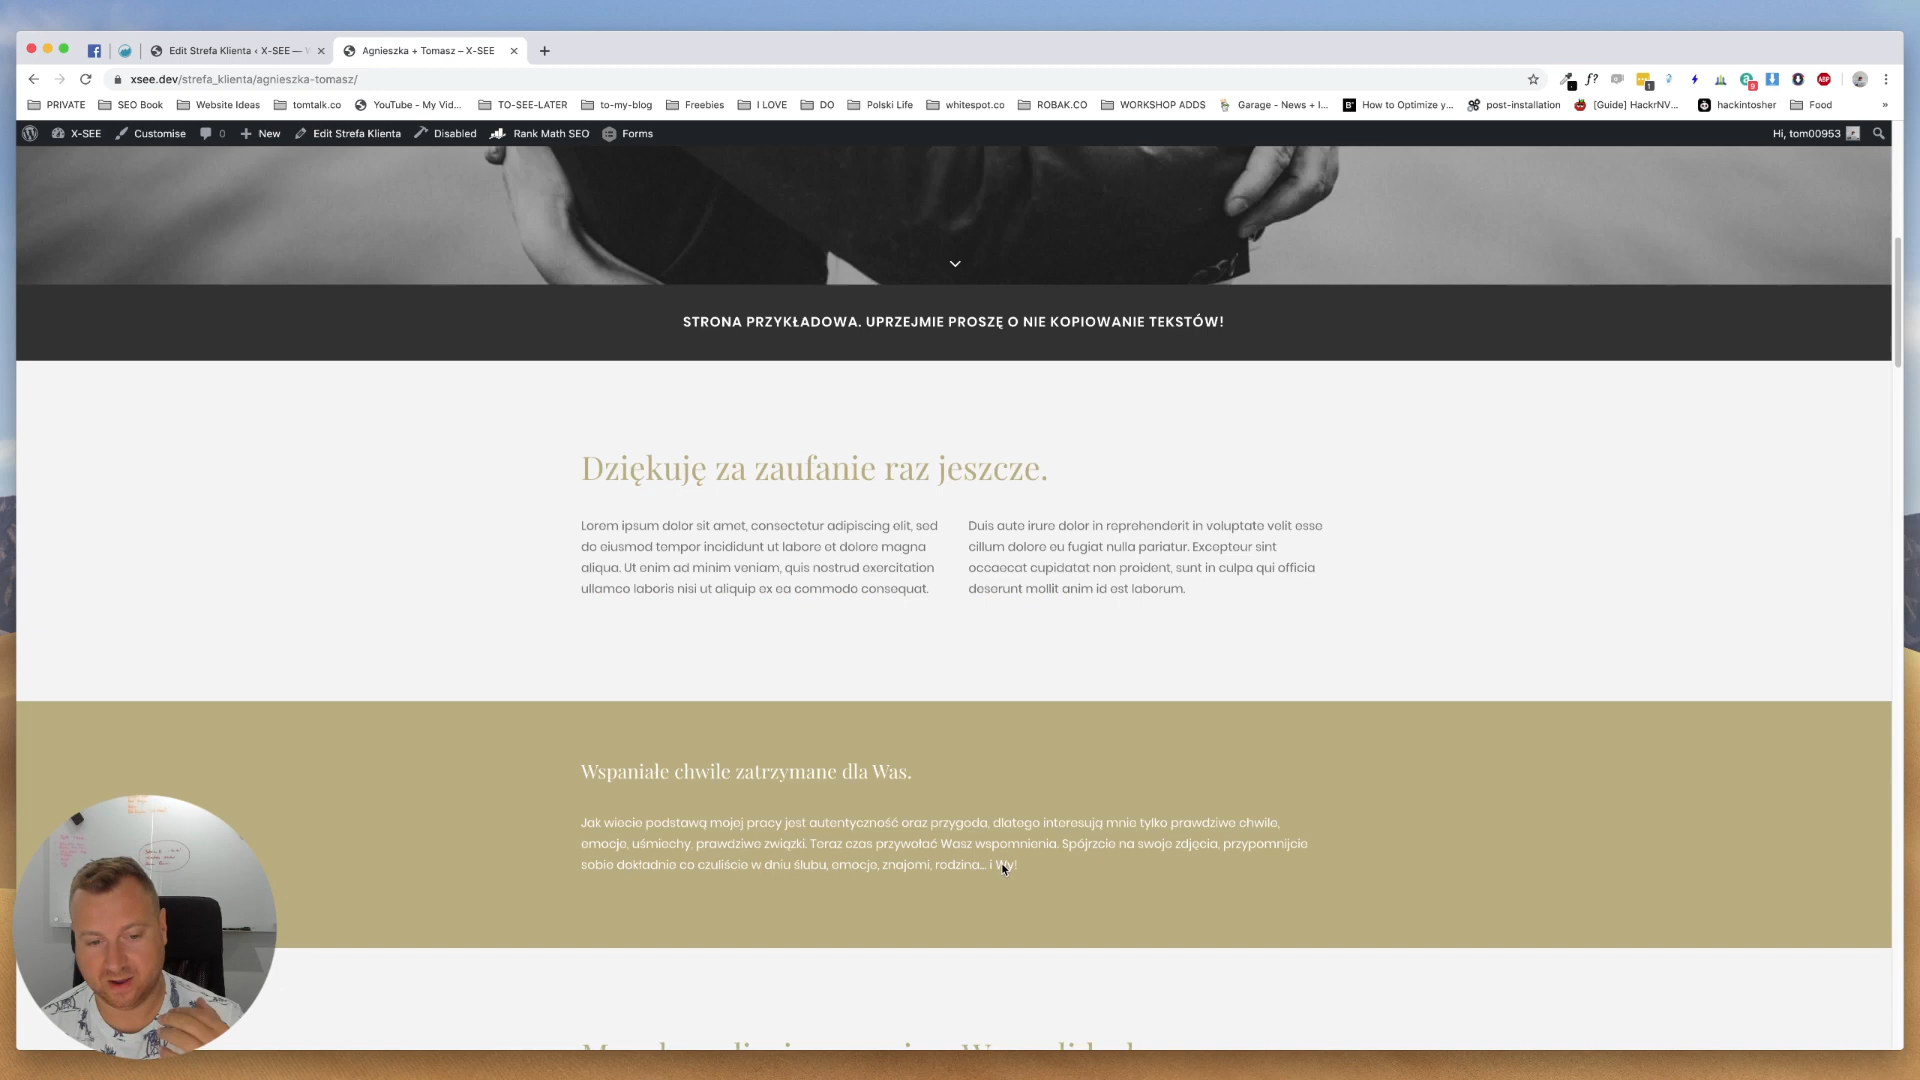 Edit Strefa Klienta ‹ X-SEE —
Agnieszka + Tomasz – X-SEE
xsee.dev/strefa_klienta/agnieszka-tomasz/
PRIVATE
SEO Book
Website Ideas
tomtalk.co
YouTube - My Vid...
TO-SEE-LATER
to-my-blog
Freebies
I LOVE
DO
Polski Life
whitespot.co
ROBAK.CO
WORKSHOP ADDS
Garage - News + I...
How to Optimize y...
post-installation
[Guide] HackrNV...
hackintosher
Food
X-SEE
Customise
0
New
Edit Strefa Klienta
Disabled
Rank Math SEO
Forms
Hi, tom00953
STRONA PRZYKŁADOWA. UPRZEJMIE PROSZĘ O NIE KOPIOWANIE TEKSTÓW!
Dziękuję za zaufanie raz jeszcze.
Lorem ipsum dolor sit amet, consectetur adipiscing elit, sed
do eiusmod tempor incididunt ut labore et dolore magna
aliqua. Ut enim ad minim veniam, quis nostrud exercitation
ullamco laboris nisi ut aliquip ex ea commodo consequat.
Duis aute irure dolor in reprehenderit in voluptate velit esse
cillum dolore eu fugiat nulla pariatur. Excepteur sint
occaecat cupidatat non proident, sunt in culpa qui officia
deserunt mollit anim id est laborum.
Wspaniałe chwile zatrzymane dla Was.
Jak wiecie podstawą mojej pracy jest autentyczność oraz przygoda, dlatego interesują mnie tylko prawdziwe chwile,
emocje, uśmiechy, prawdziwe związki. Teraz czas przywołać Wasz wspomnienia. Spójrzcie na swoje zdjęcia, przypomnijcie
sobie dokładnie co czuliście w dniu ślubu, emocje, znajomi, rodzina... i Wy!